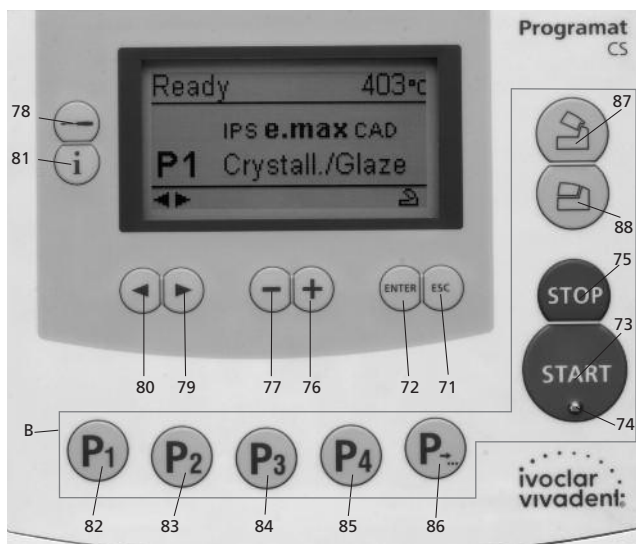 Programat
CS
Ready 403°C
IPS e.max CAD
P1 Crystall./Glaze
78
81
i
87
88
75
STOP
73
START
74
ENTER ESC
80 79 77 76 72 71
B
P1 P2 P3 P4 P...
82 83 84 85 86
ivoclar
vivadent: